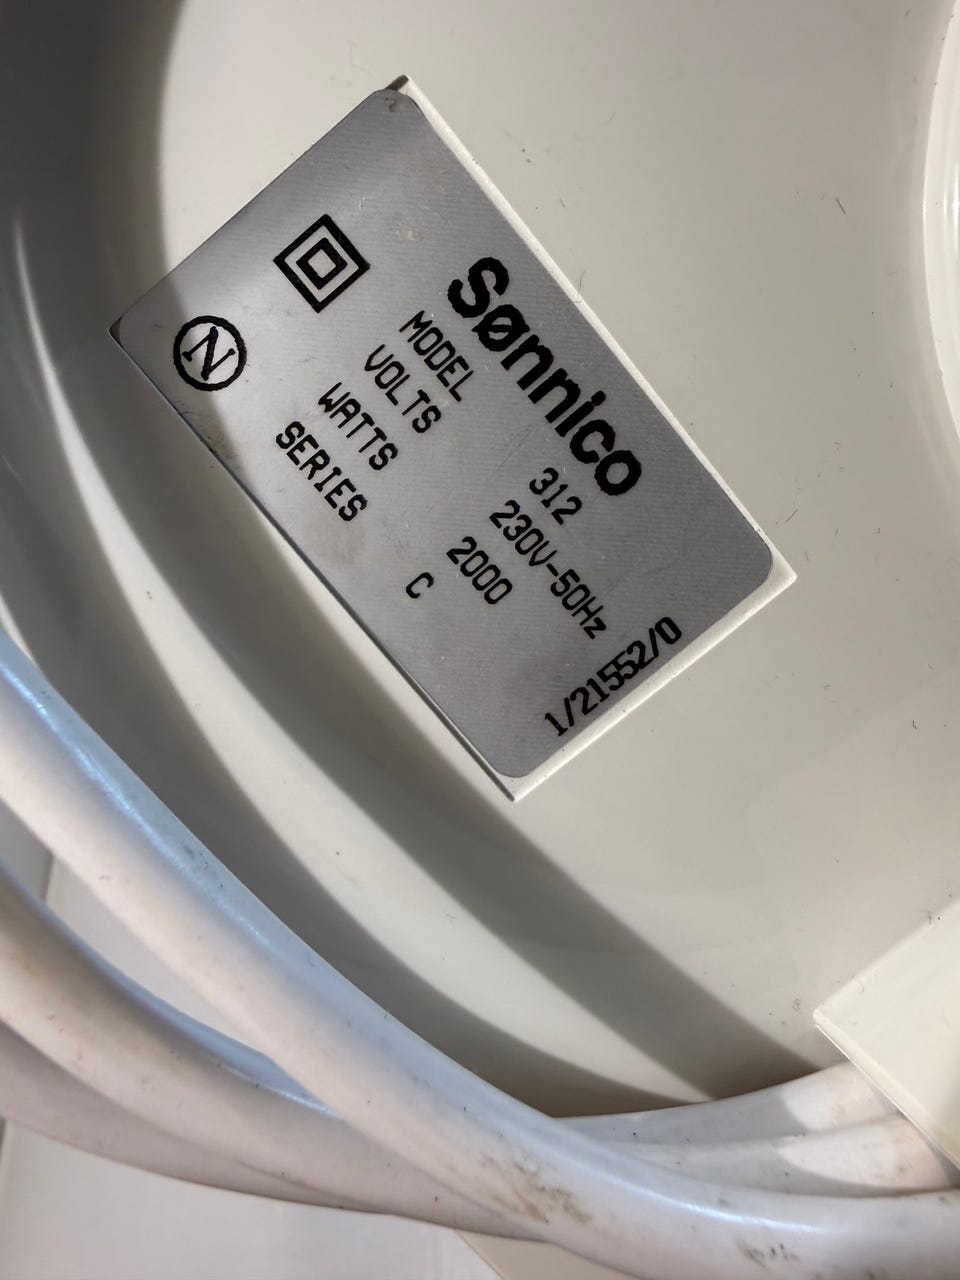 Sønnico
MODEL 312
VOLTS 230V-50Hz
WATTS 2000
SERIES C
N
1/21552/0